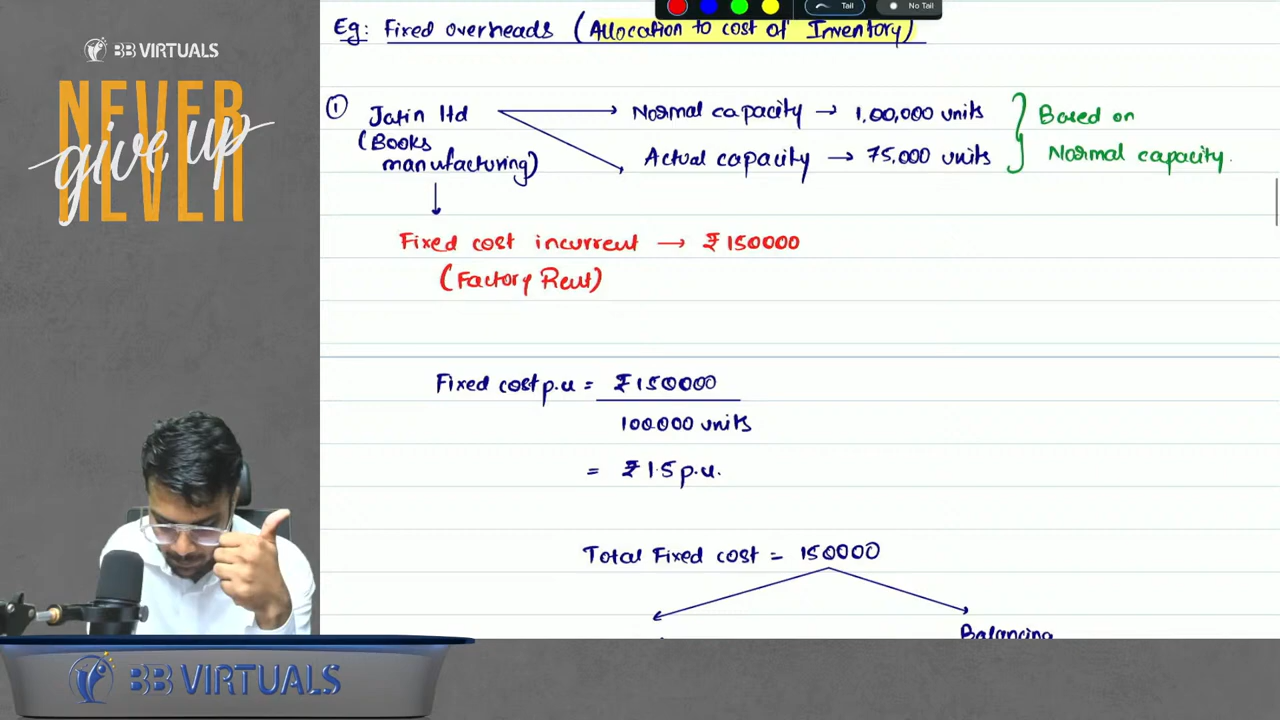 Tail
No Tail
Eg: Fixed overheads (Allocation to cost of Inventory)
BB VIRTUALS
NEVER
give up
NEVER
① Jatin ltd → Normal capacity → 1,00,000 units
(Books manufacturing)
Actual capacity → 75,000 units
Based on
Normal capacity.
Fixed cost incurrent → ₹150000
(Factory Rent)
Fixed cost p.u = ₹150000
100000 units
= ₹1.5 p.u.
Total Fixed cost = 150000
Balancing
BB VIRTUALS